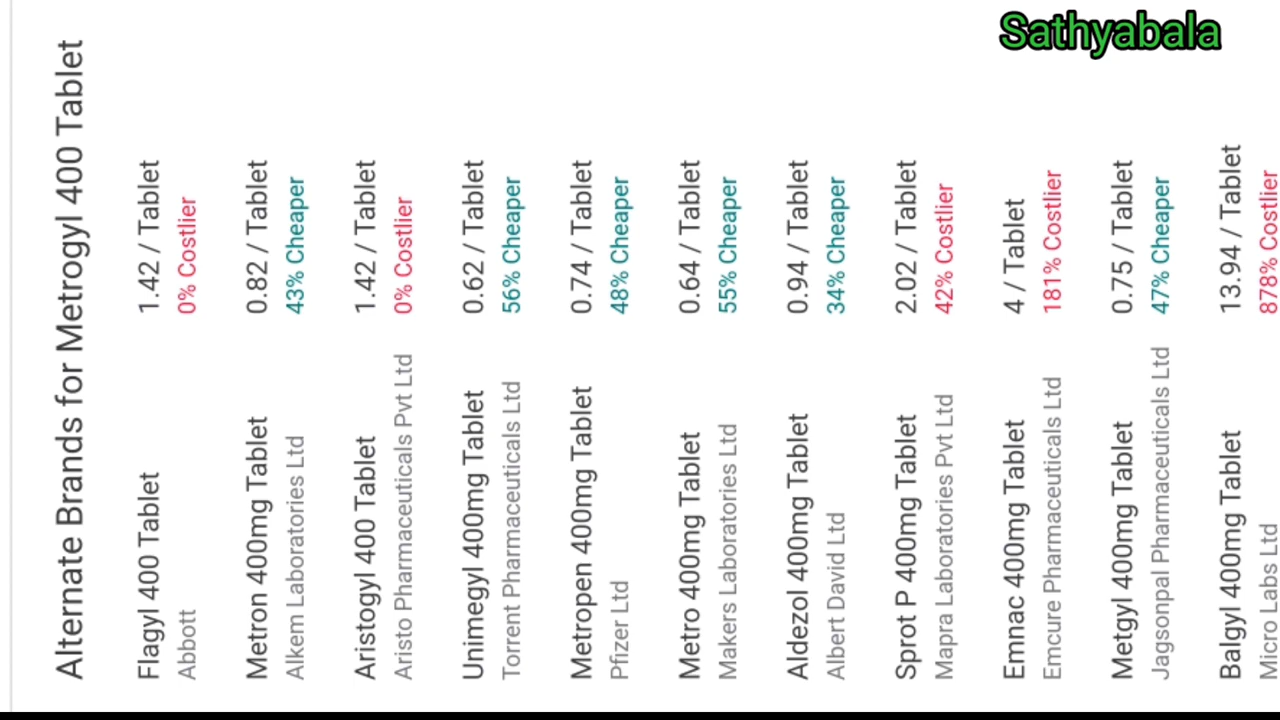 Sathyabala
Alternate Brands for Metrogyl 400 Tablet
Flagyl 400 Tablet 1.42 / Tablet
Abbott 0% Costlier
Metron 400mg Tablet 0.82 / Tablet
Alkem Laboratories Ltd 43% Cheaper
Aristogyl 400 Tablet 1.42 / Tablet
Aristo Pharmaceuticals Pvt Ltd 0% Costlier
Unimegyl 400mg Tablet 0.62 / Tablet
Torrent Pharmaceuticals Ltd 56% Cheaper
Metropen 400mg Tablet 0.74 / Tablet
Pfizer Ltd 48% Cheaper
Metro 400mg Tablet 0.64 / Tablet
Makers Laboratories Ltd 55% Cheaper
Aldezol 400mg Tablet 0.94 / Tablet
Albert David Ltd 34% Cheaper
Sprot P 400mg Tablet 2.02 / Tablet
Mapra Laboratories Pvt Ltd 42% Costlier
Emnac 400mg Tablet 4 / Tablet
Emcure Pharmaceuticals Ltd 181% Costlier
Metgyl 400mg Tablet 0.75 / Tablet
Jagsonpal Pharmaceuticals Ltd 47% Cheaper
Balgyl 400mg Tablet 13.94 / Tablet
Micro Labs Ltd 878% Costlier